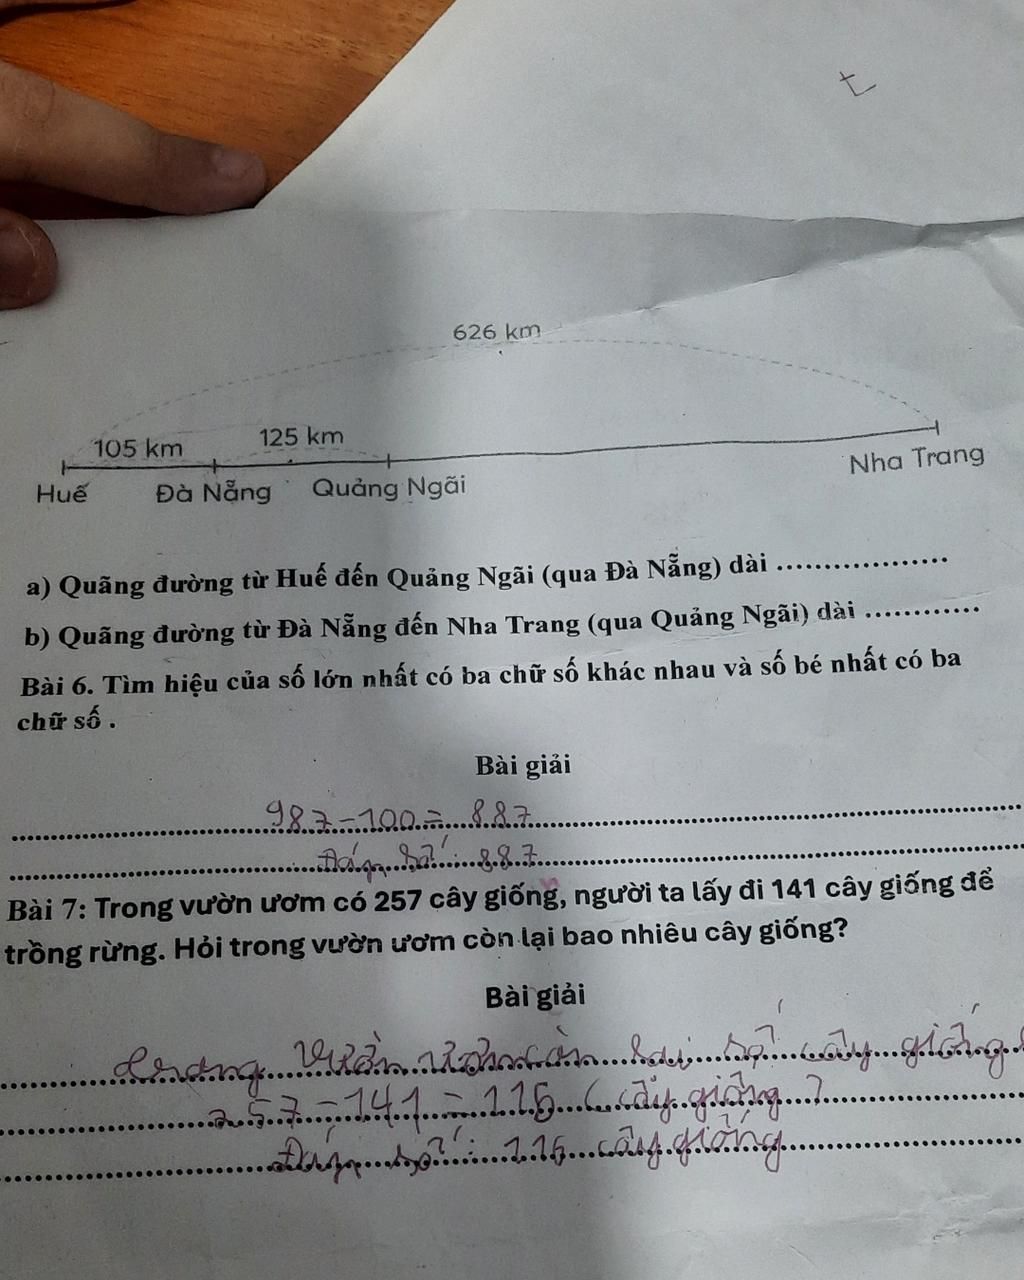 t
626 km
105 km 125 km
Huế Đà Nẵng Quảng Ngãi Nha Trang
a) Quãng đường từ Huế đến Quảng Ngãi (qua Đà Nẵng) dài ..................
b) Quãng đường từ Đà Nẵng đến Nha Trang (qua Quảng Ngãi) dài ............
Bài 6. Tìm hiệu của số lớn nhất có ba chữ số khác nhau và số bé nhất có ba
chữ số .
Bài giải
987-100= 887
Đáp số: 887
Bài 7: Trong vườn ươm có 257 cây giống, người ta lấy đi 141 cây giống để
trồng rừng. Hỏi trong vườn ươm còn lại bao nhiêu cây giống?
Bài giải
Trong vườn ươm còn lại số cây giống
257-141=116 (cây giống)
Đáp số: 116 cây giống